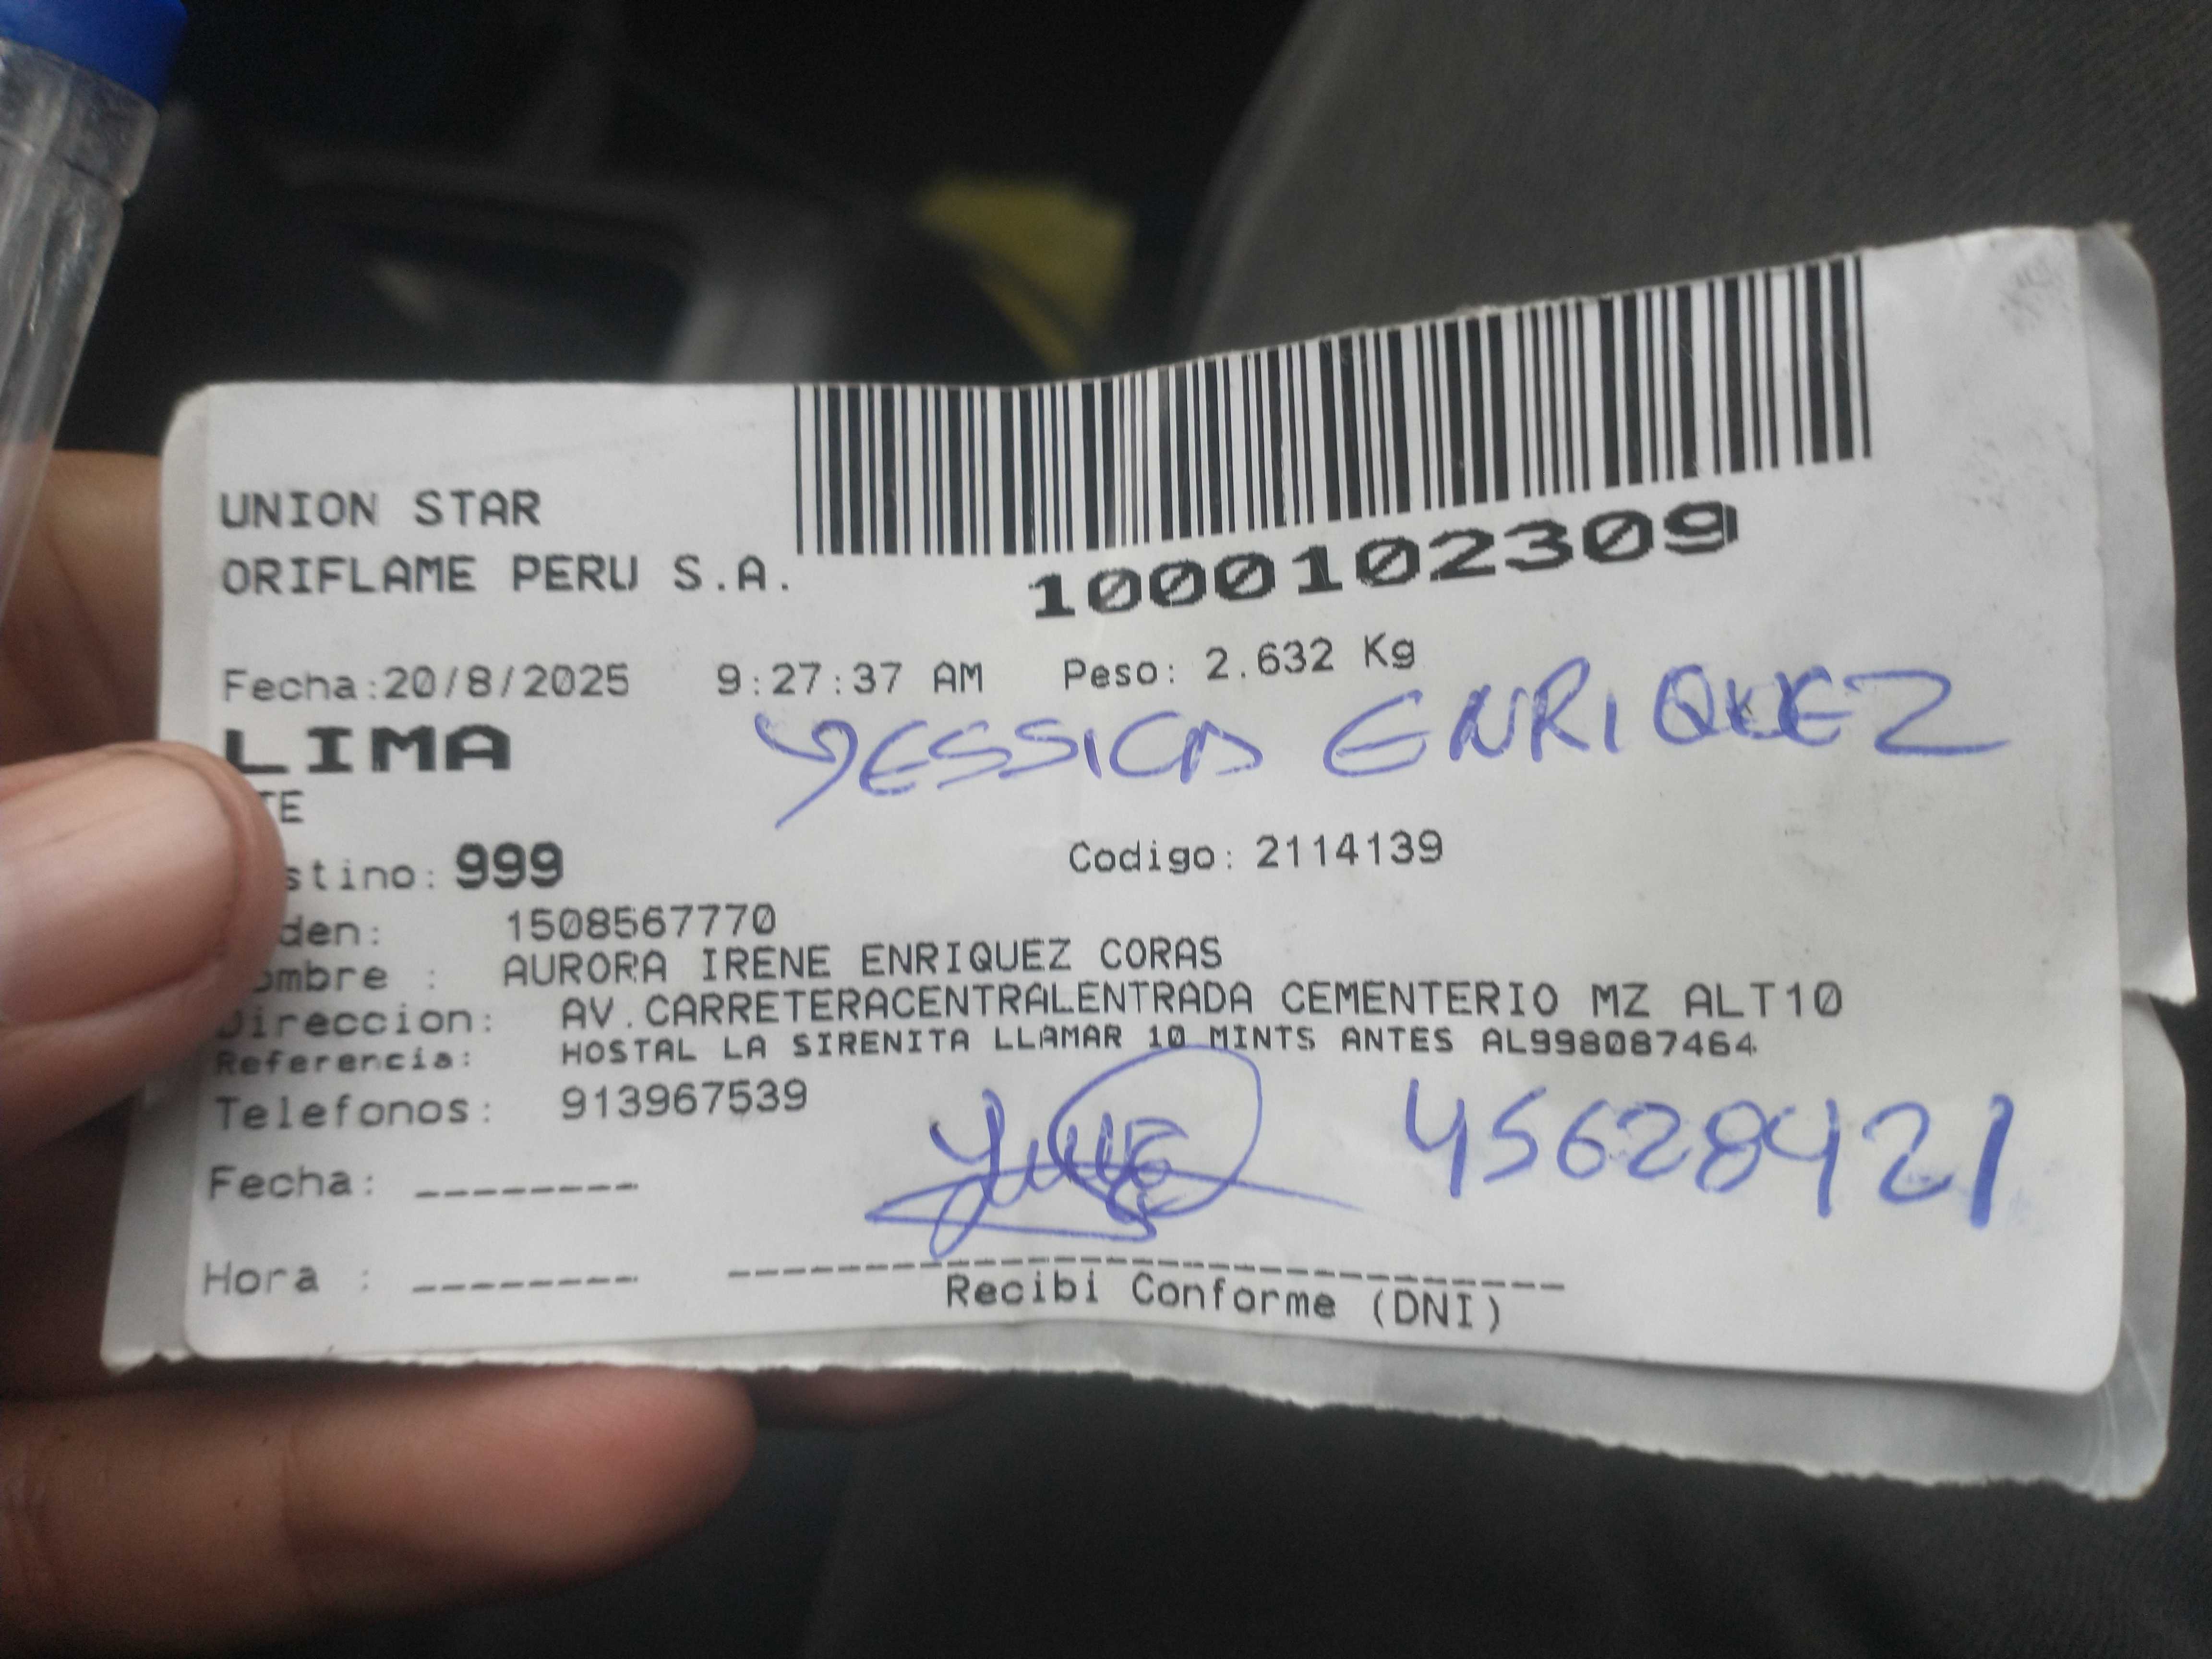 UNION STAR
ORIFLAME PERU S.A.
1000102309
Fecha:20/8/2025 9:27:37 AM Peso: 2.632 Kg
LIMA
YESSICA ENRIQUEZ
TE
stino: 999 Codigo: 2114139
den: 1508567770
ombre : AURORA IRENE ENRIQUEZ CORAS
Direccion: AV.CARRETERACENTRALENTRADA CEMENTERIO MZ ALT10
Referencia: HOSTAL LA SIRENITA LLAMAR 10 MINTS ANTES AL998087464
Telefonos: 913967539
45628421
Fecha: --------
Hora : --------
Recibi Conforme (DNI)